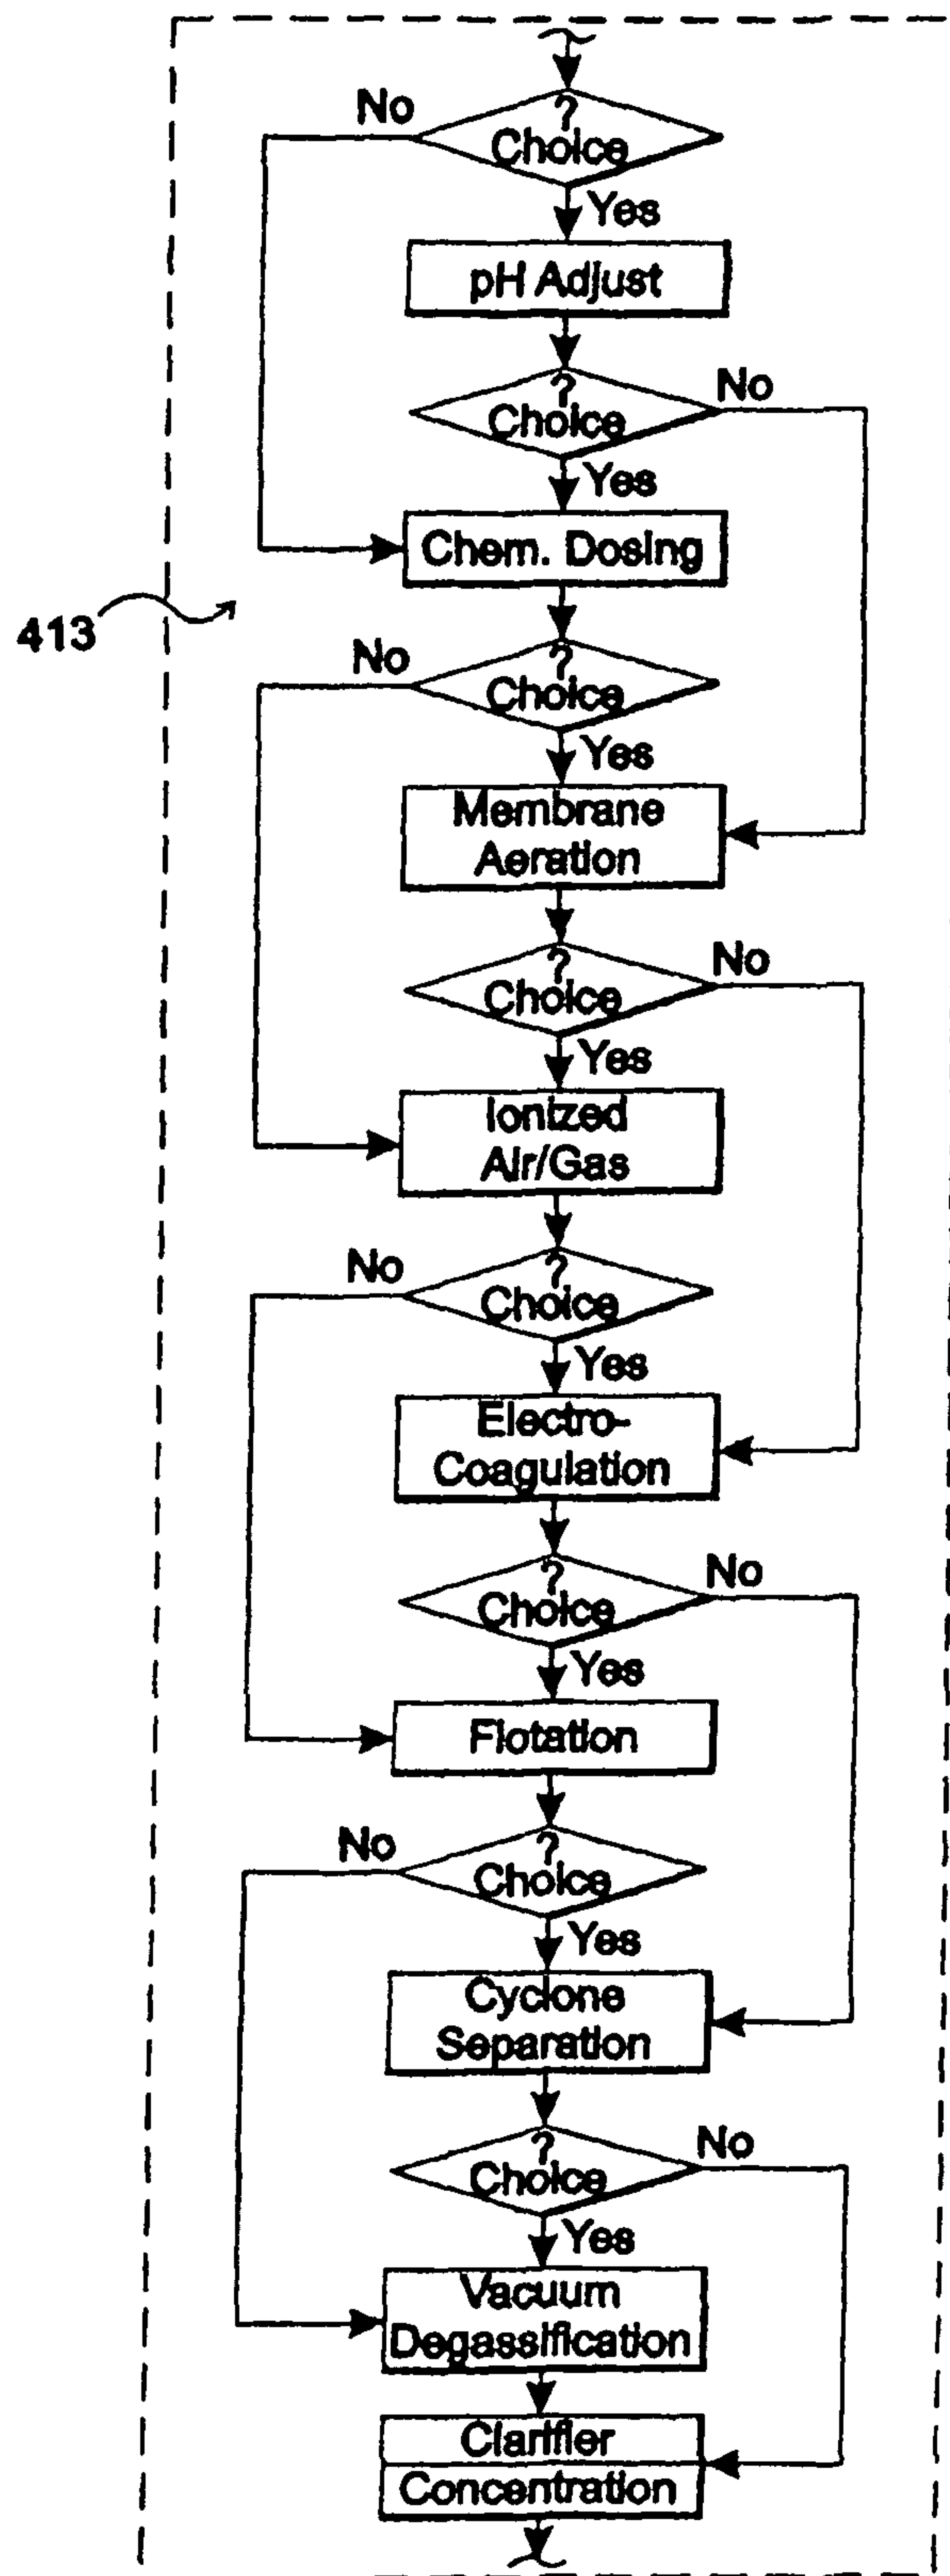 ?
No
Choice
Yes
pH Adjust
?
No
Choice
Yes
Chem. Dosing
413
?
No
Choice
Yes
Membrane
Aeration
?
No
Choice
Yes
Ionized
Air/Gas
?
No
Choice
Yes
Electro-
Coagulation
?
No
Choice
Yes
Flotation
?
No
Choice
Yes
Cyclone
Separation
?
No
Choice
Yes
Vacuum
Degassification
Clarifier
Concentration